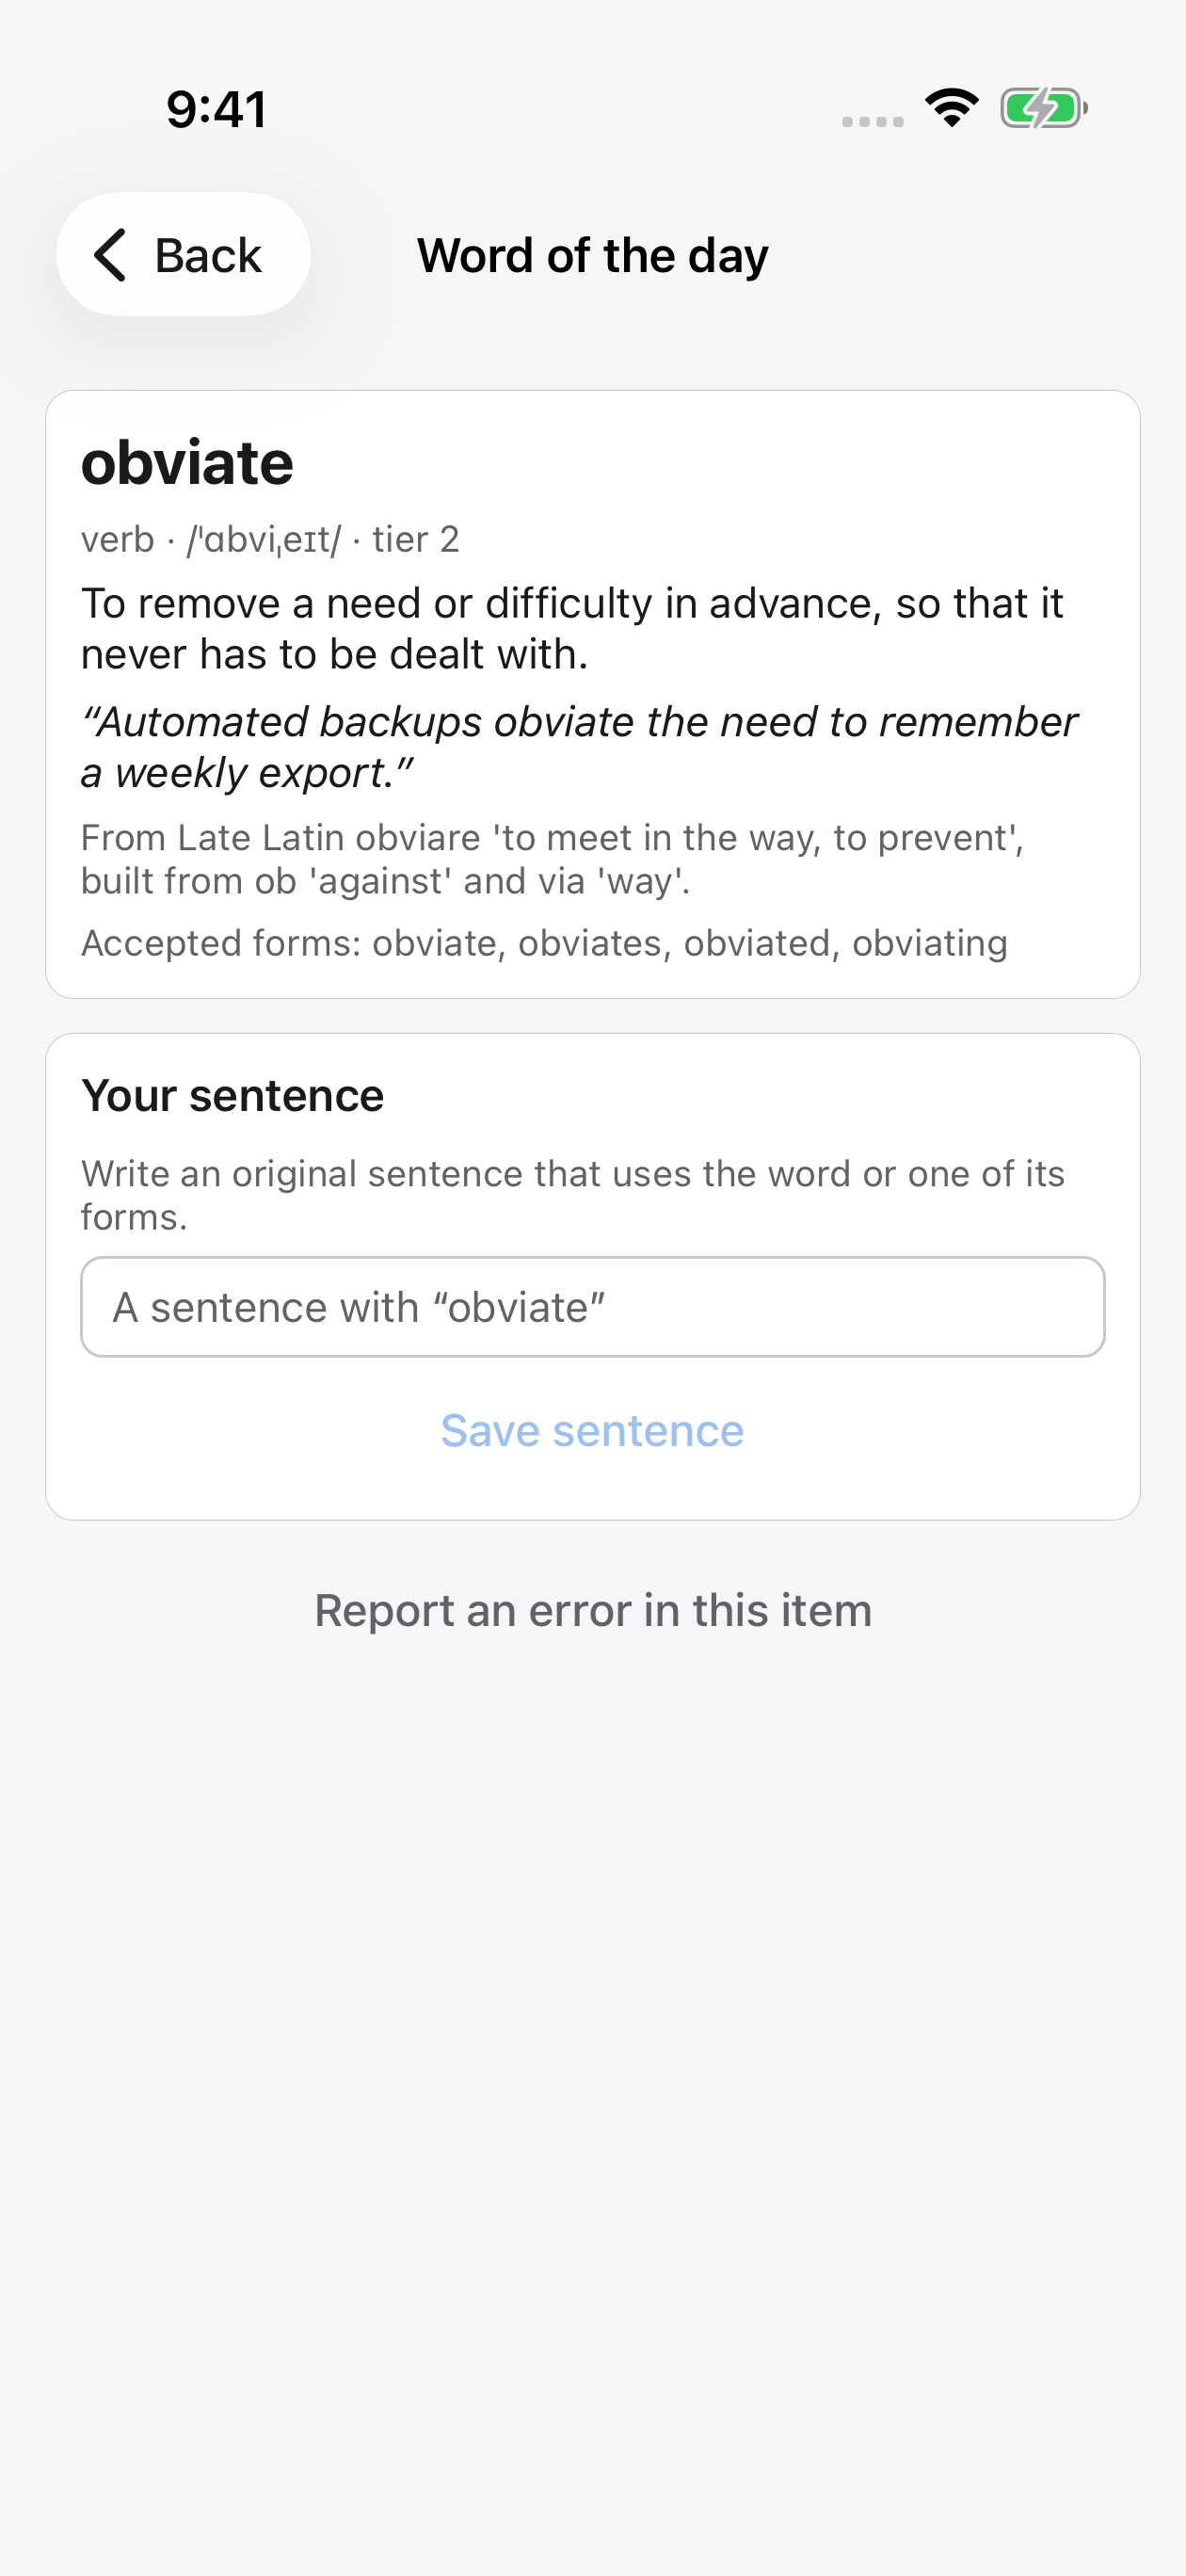 9:41
Back
Word of the day
obviate
verb · /ˈɑbviˌeɪt/ · tier 2
To remove a need or difficulty in advance, so that it
never has to be dealt with.
“Automated backups obviate the need to remember
a weekly export.”
From Late Latin obviare 'to meet in the way, to prevent',
built from ob 'against' and via 'way'.
Accepted forms: obviate, obviates, obviated, obviating
Your sentence
Write an original sentence that uses the word or one of its
forms.
A sentence with “obviate”
Save sentence
Report an error in this item